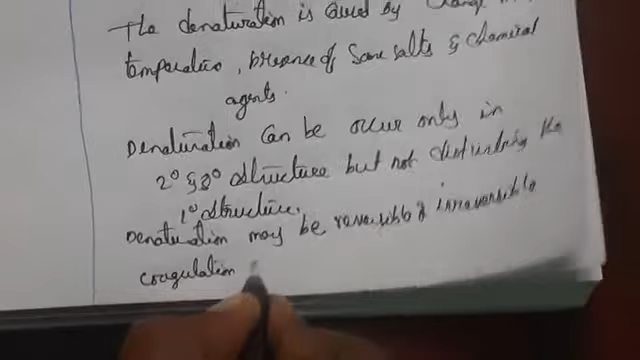 The denaturation is caused by change
temperature, presence of some salts & chemical
agents.
Denaturation can be occur only in
2° & 3° structure but not disturbing the
1° structure.
Denaturation may be reversible & irreversible
coagulation